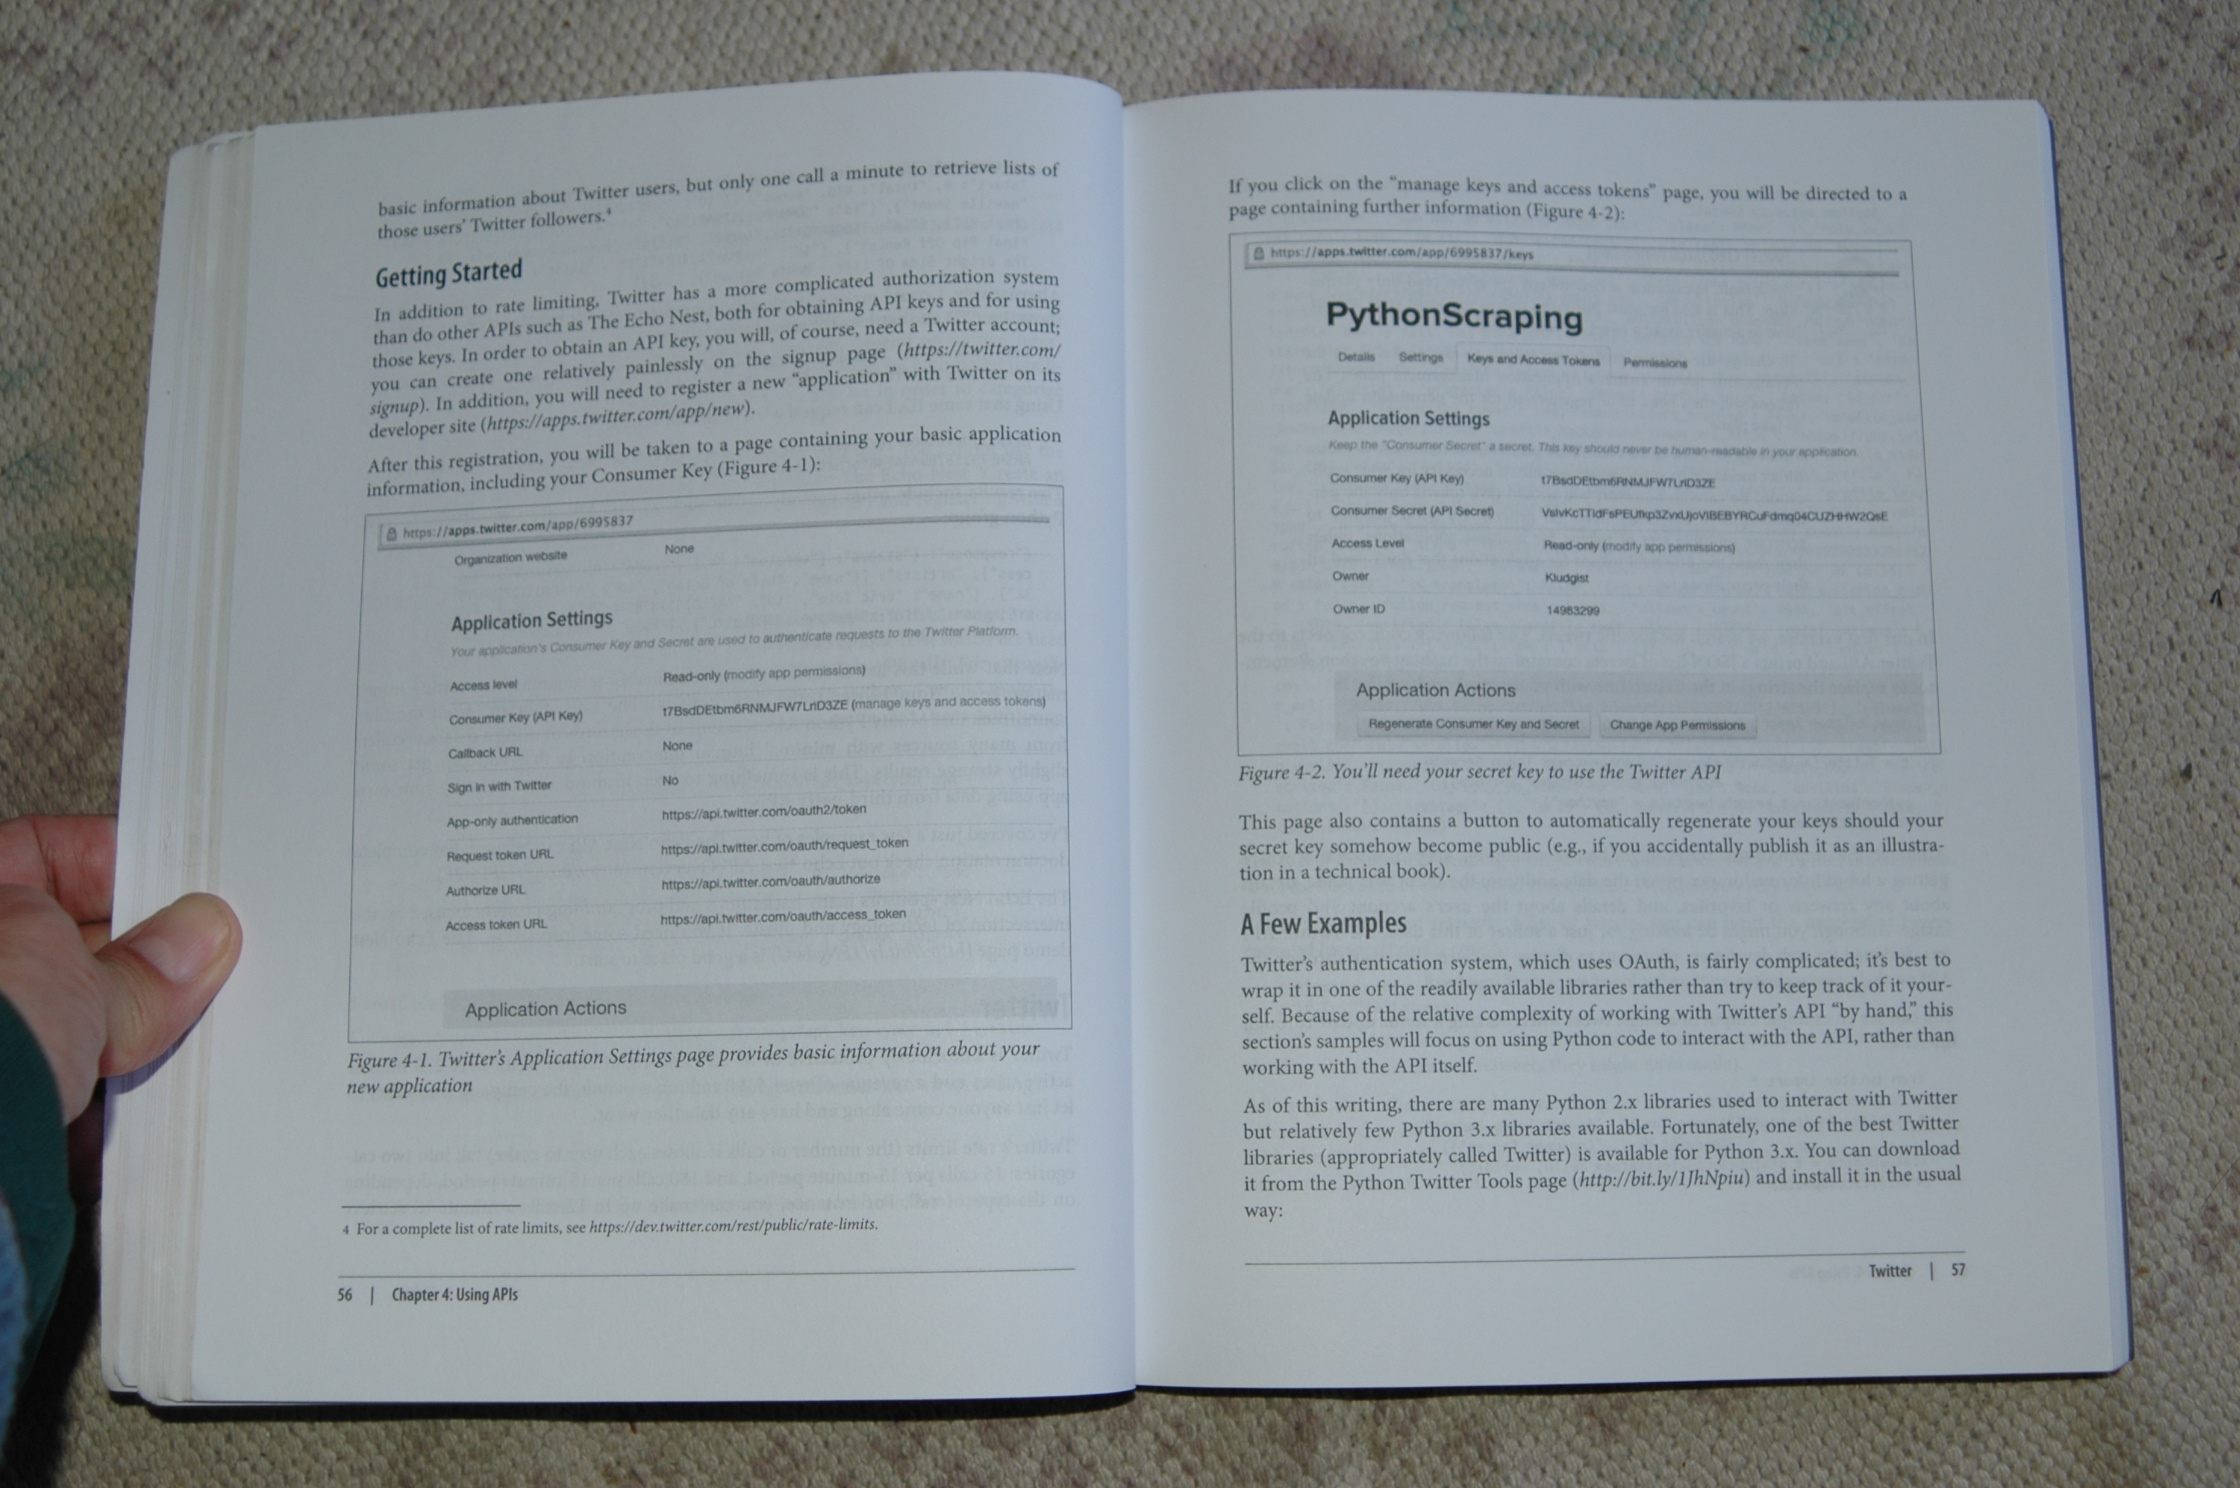 basic information about Twitter users, but only one call a minute to retrieve lists of
those users' Twitter followers.⁴
Getting Started
In addition to rate limiting, Twitter has a more complicated authorization system
than do other APIs such as The Echo Nest, both for obtaining API keys and for using
those keys. In order to obtain an API key, you will, of course, need a Twitter account;
you can create one relatively painlessly on the signup page (https://twitter.com/
signup). In addition, you will need to register a new "application" with Twitter on its
developer site (https://apps.twitter.com/app/new).
After this registration, you will be taken to a page containing your basic application
information, including your Consumer Key (Figure 4-1):
https://apps.twitter.com/app/6995837
Organization website None
Application Settings
Your application's Consumer Key and Secret are used to authenticate requests to the Twitter Platform.
Access level Read-only (modify app permissions)
Consumer Key (API Key) (manage keys and access tokens)
Callback URL None
Sign in with Twitter No
App-only authentication https://api.twitter.com/oauth2/token
Request token URL https://api.twitter.com/oauth/request_token
Authorize URL https://api.twitter.com/oauth/authorize
Access token URL https://api.twitter.com/oauth/access_token
Application Actions
Figure 4-1. Twitter's Application Settings page provides basic information about your
new application
4 For a complete list of rate limits, see https://dev.twitter.com/rest/public/rate-limits.
56 | Chapter 4: Using APIs
If you click on the "manage keys and access tokens" page, you will be directed to a
page containing further information (Figure 4-2):
https://apps.twitter.com/app/6995837/keys
PythonScraping
Details Settings Keys and Access Tokens Permissions
Application Settings
Keep the "Consumer Secret" a secret. This key should never be human-readable in your application.
Consumer Key (API Key)
Consumer Secret (API Secret)
Access Level Read-only (modify app permissions)
Owner Kludgist
Owner ID 14983299
Application Actions
Regenerate Consumer Key and Secret Change App Permissions
Figure 4-2. You'll need your secret key to use the Twitter API
This page also contains a button to automatically regenerate your keys should your
secret key somehow become public (e.g., if you accidentally publish it as an illustra-
tion in a technical book).
A Few Examples
Twitter's authentication system, which uses OAuth, is fairly complicated; it's best to
wrap it in one of the readily available libraries rather than try to keep track of it your-
self. Because of the relative complexity of working with Twitter's API "by hand," this
section's samples will focus on using Python code to interact with the API, rather than
working with the API itself.
As of this writing, there are many Python 2.x libraries used to interact with Twitter
but relatively few Python 3.x libraries available. Fortunately, one of the best Twitter
libraries (appropriately called Twitter) is available for Python 3.x. You can download
it from the Python Twitter Tools page (http://bit.ly/1JhNpiu) and install it in the usual
way:
Twitter | 57